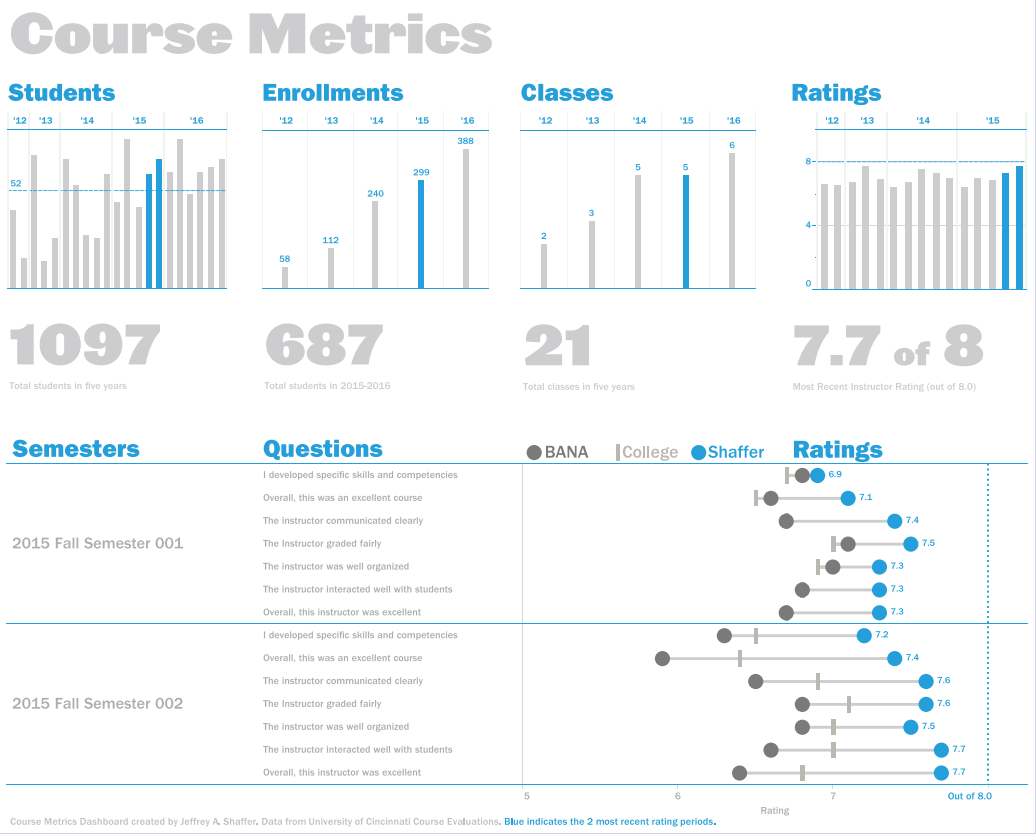 Course Metrics
Students
Enrollments
Classes
Ratings
'12 '13 '14 '15 '16
'12 '13 '14 '15 '16
'12 '13 '14 '15 '16
'12 '13 '14 '15
52
58 112 240 299 388
2 3 5 5 6
8
4
0
1097
Total students in five years
687
Total students in 2015-2016
21
Total classes in five years
7.7 of 8
Most Recent Instructor Rating (out of 8.0)
Semesters
Questions
BANA College Shaffer
Ratings
2015 Fall Semester 001
I developed specific skills and competencies 6.9
Overall, this was an excellent course 7.1
The instructor communicated clearly 7.4
The Instructor graded fairly 7.5
The instructor was well organized 7.3
The instructor interacted well with students 7.3
Overall, this instructor was excellent 7.3
2015 Fall Semester 002
I developed specific skills and competencies 7.2
Overall, this was an excellent course 7.4
The instructor communicated clearly 7.6
The Instructor graded fairly 7.6
The instructor was well organized 7.5
The instructor interacted well with students 7.7
Overall, this instructor was excellent 7.7
5 6 7 Out of 8.0
Rating
Course Metrics Dashboard created by Jeffrey A. Shaffer. Data from University of Cincinnati Course Evaluations. Blue indicates the 2 most recent rating periods.